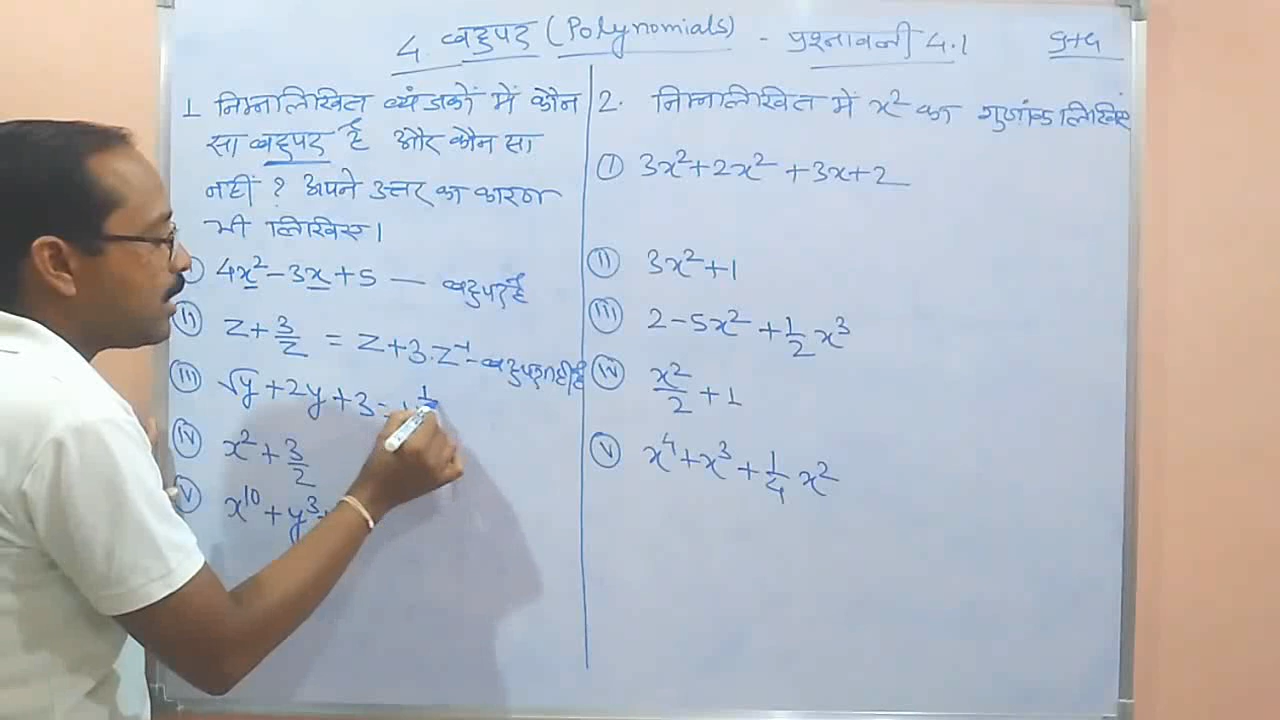 4. बहुपद (Polynomials) - प्रश्नावली 4.1
1 निम्नलिखित व्यंजकों में कौन
सा बहुपद है और कौन सा
नहीं ? अपने उत्तर का कारण
भी लिखिए।
4x² - 3x + 5 — बहुपद है
(ii) z + 3/z = z + 3.z⁻¹ - बहुपद नहीं है
(iii) √y + 2y + 3 =
(iv) x² + 3/2
(v) x¹⁰ + y³ +
2. निम्नलिखित में x² का गुणांक लिखिए
(i) 3x² + 2x² + 3x + 2
(ii) 3x² + 1
(iii) 2 - 5x² + 1/2 x³
(iv) x²/2 + 1
(v) x⁴ + x³ + 1/4 x²